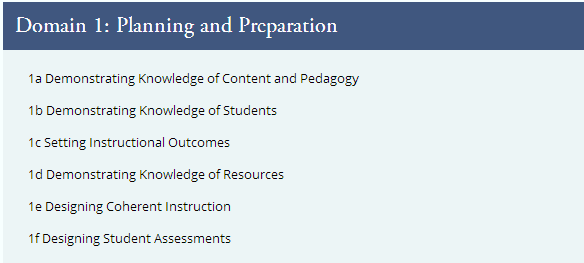 Domain 1: Planning and Preparation
1a Demonstrating Knowledge of Content and Pedagogy
1b Demonstrating Knowledge of Students
1c Setting Instructional Outcomes
1d Demonstrating Knowledge of Resources
1e Designing Coherent Instruction
1f Designing Student Assessments